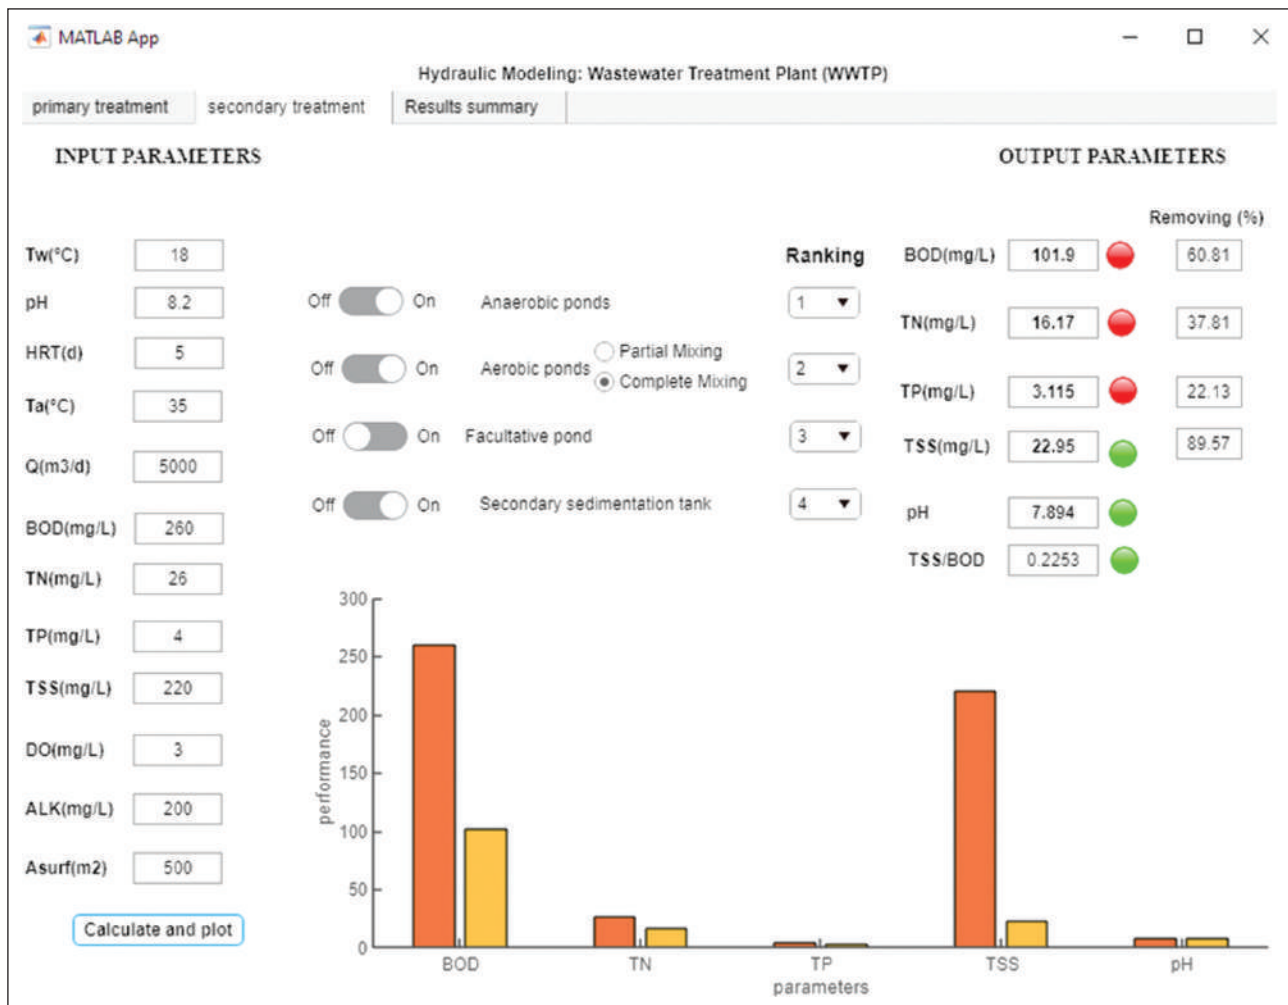 MATLAB App
Hydraulic Modeling: Wastewater Treatment Plant (WWTP)
primary treatment secondary treatment Results summary
INPUT PARAMETERS OUTPUT PARAMETERS
Removing (%)
Tw(°C) 18 Ranking BOD(mg/L) 101.9 60.81
pH 8.2 Off On Anaerobic ponds 1
TN(mg/L) 16.17 37.81
HRT(d) 5 Partial Mixing
Off On Aerobic ponds 2
Complete Mixing
Ta(°C) 35 TP(mg/L) 3.115 22.13
Off On Facultative pond 3 TSS(mg/L) 22.95 89.57
Q(m3/d) 5000
Off On Secondary sedimentation tank 4 pH 7.894
BOD(mg/L) 260
TSS/BOD 0.2253
TN(mg/L) 26
TP(mg/L) 4
TSS(mg/L) 220
DO(mg/L) 3
ALK(mg/L) 200
Asurf(m2) 500
Calculate and plot
300
250
200
150
100
50
0
performance
BOD TN TP TSS pH
parameters